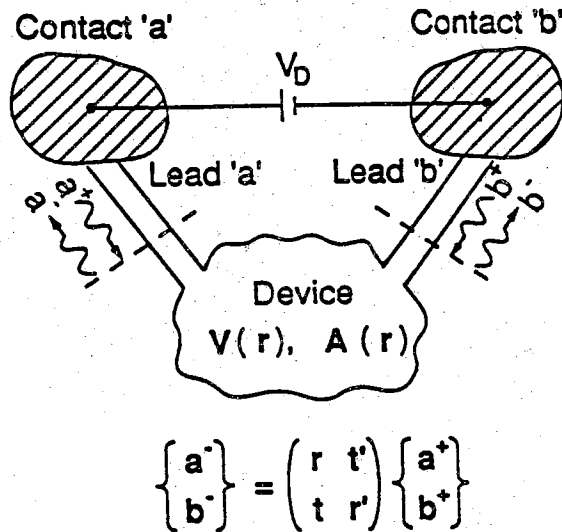 Contact 'a'
Contact 'b'
V_D
Lead 'a'
Lead 'b'
a⁻ a⁺
b⁺ b⁻
Device
V(r), A(r)
{a⁻ = (r t' {a⁺
b⁻} t r') b⁺}